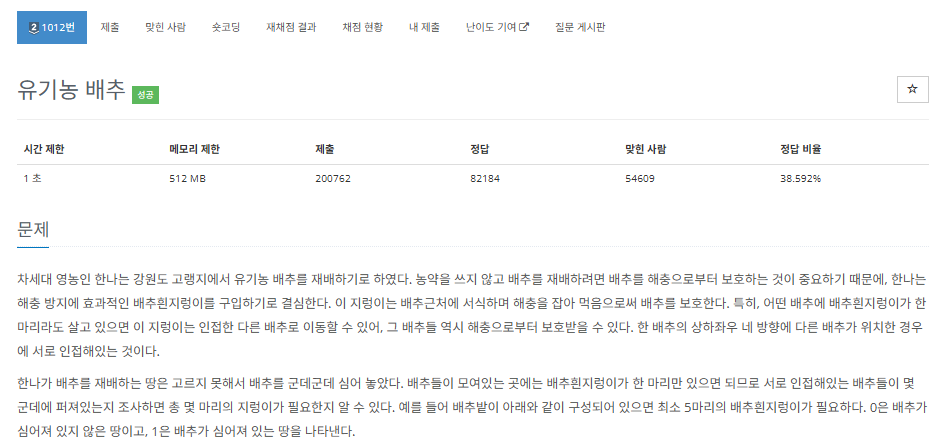 2 1012번 제출 맞힌 사람 숏코딩 재채점 결과 채점 현황 내 제출 난이도 기여 질문 게시판
유기농 배추 성공
시간 제한 메모리 제한 제출 정답 맞힌 사람 정답 비율
1 초 512 MB 200762 82184 54609 38.592%
문제
차세대 영농인 한나는 강원도 고랭지에서 유기농 배추를 재배하기로 하였다. 농약을 쓰지 않고 배추를 재배하려면 배추를 해충으로부터 보호하는 것이 중요하기 때문에, 한나는
해충 방지에 효과적인 배추흰지렁이를 구입하기로 결심한다. 이 지렁이는 배추근처에 서식하며 해충을 잡아 먹음으로써 배추를 보호한다. 특히, 어떤 배추에 배추흰지렁이가 한
마리라도 살고 있으면 이 지렁이는 인접한 다른 배추로 이동할 수 있어, 그 배추들 역시 해충으로부터 보호받을 수 있다. 한 배추의 상하좌우 네 방향에 다른 배추가 위치한 경우
에 서로 인접해있는 것이다.
한나가 배추를 재배하는 땅은 고르지 못해서 배추를 군데군데 심어 놓았다. 배추들이 모여있는 곳에는 배추흰지렁이가 한 마리만 있으면 되므로 서로 인접해있는 배추들이 몇
군데에 퍼져있는지 조사하면 총 몇 마리의 지렁이가 필요한지 알 수 있다. 예를 들어 배추밭이 아래와 같이 구성되어 있으면 최소 5마리의 배추흰지렁이가 필요하다. 0은 배추가
심어져 있지 않은 땅이고, 1은 배추가 심어져 있는 땅을 나타낸다.